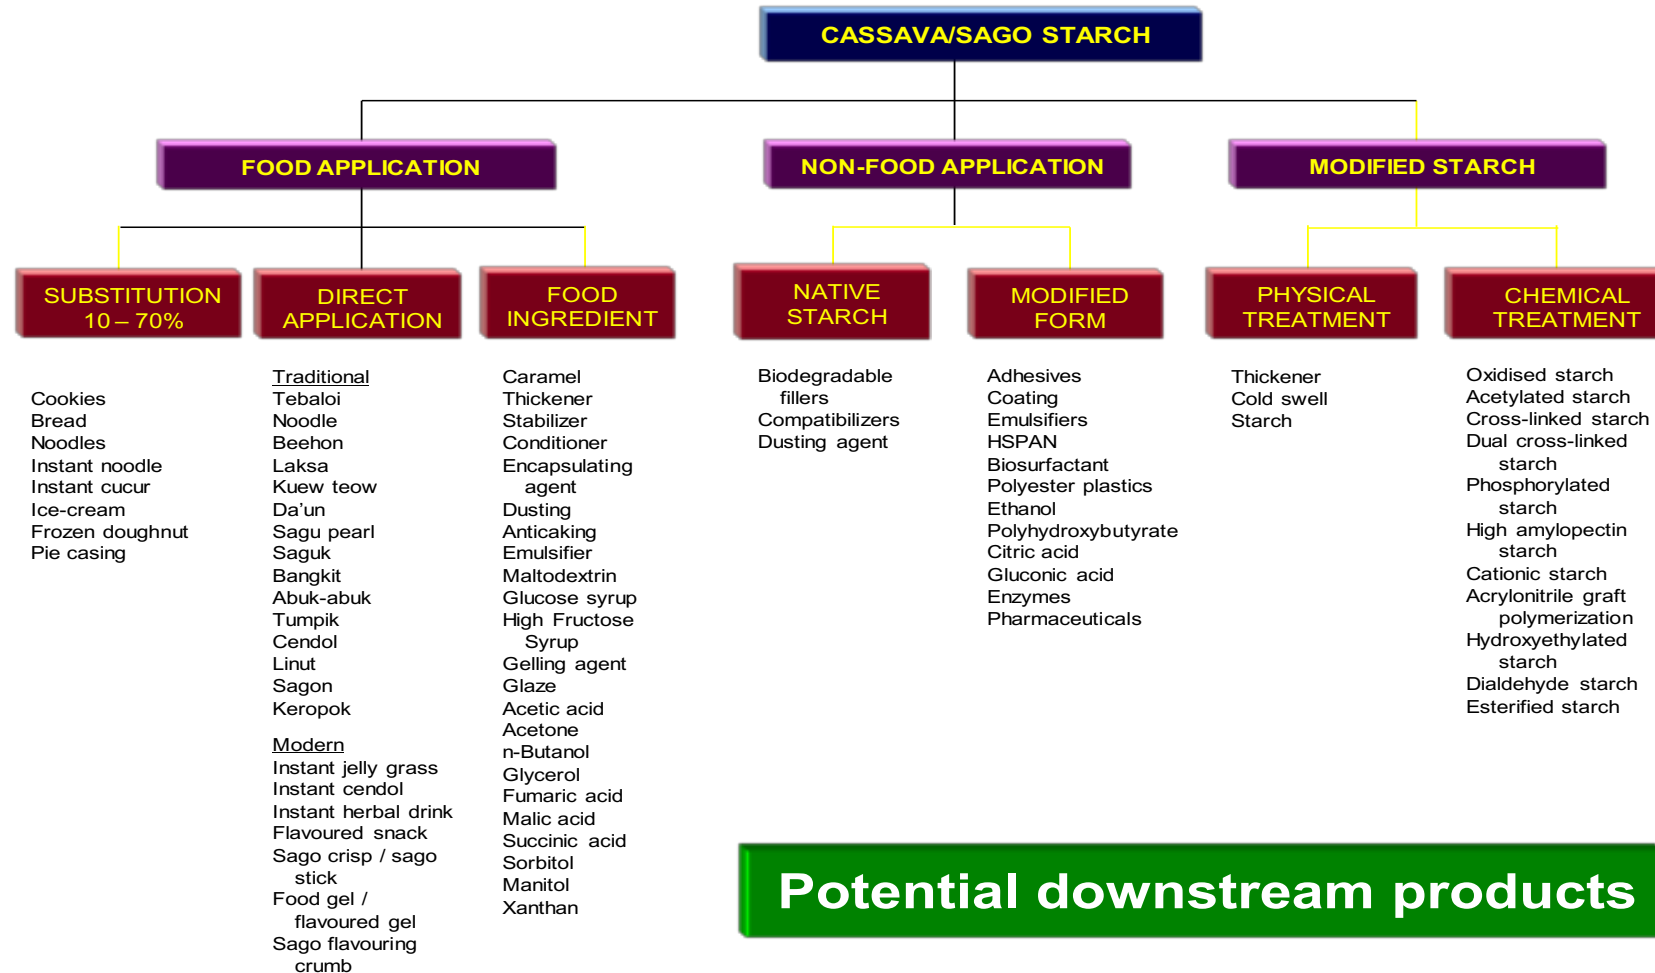 CASSAVA/SAGO STARCH
FOOD APPLICATION
NON-FOOD APPLICATION
MODIFIED STARCH
SUBSTITUTION
10 – 70%
DIRECT
APPLICATION
FOOD
INGREDIENT
NATIVE
STARCH
MODIFIED
FORM
PHYSICAL
TREATMENT
CHEMICAL
TREATMENT
Cookies
Bread
Noodles
Instant noodle
Instant cucur
Ice-cream
Frozen doughnut
Pie casing
Traditional
Tebaloi
Noodle
Beehon
Laksa
Kuew teow
Da'un
Sagu pearl
Saguk
Bangkit
Abuk-abuk
Tumpik
Cendol
Linut
Sagon
Keropok
Modern
Instant jelly grass
Instant cendol
Instant herbal drink
Flavoured snack
Sago crisp / sago
stick
Food gel /
flavoured gel
Sago flavouring
crumb
Caramel
Thickener
Stabilizer
Conditioner
Encapsulating
agent
Dusting
Anticaking
Emulsifier
Maltodextrin
Glucose syrup
High Fructose
Syrup
Gelling agent
Glaze
Acetic acid
Acetone
n-Butanol
Glycerol
Fumaric acid
Malic acid
Succinic acid
Sorbitol
Manitol
Xanthan
Biodegradable
fillers
Compatibilizers
Dusting agent
Adhesives
Coating
Emulsifiers
HSPAN
Biosurfactant
Polyester plastics
Ethanol
Polyhydroxybutyrate
Citric acid
Gluconic acid
Enzymes
Pharmaceuticals
Thickener
Cold swell
Starch
Oxidised starch
Acetylated starch
Cross-linked starch
Dual cross-linked
starch
Phosphorylated
starch
High amylopectin
starch
Cationic starch
Acrylonitrile graft
polymerization
Hydroxyethylated
starch
Dialdehyde starch
Esterified starch
Potential downstream products